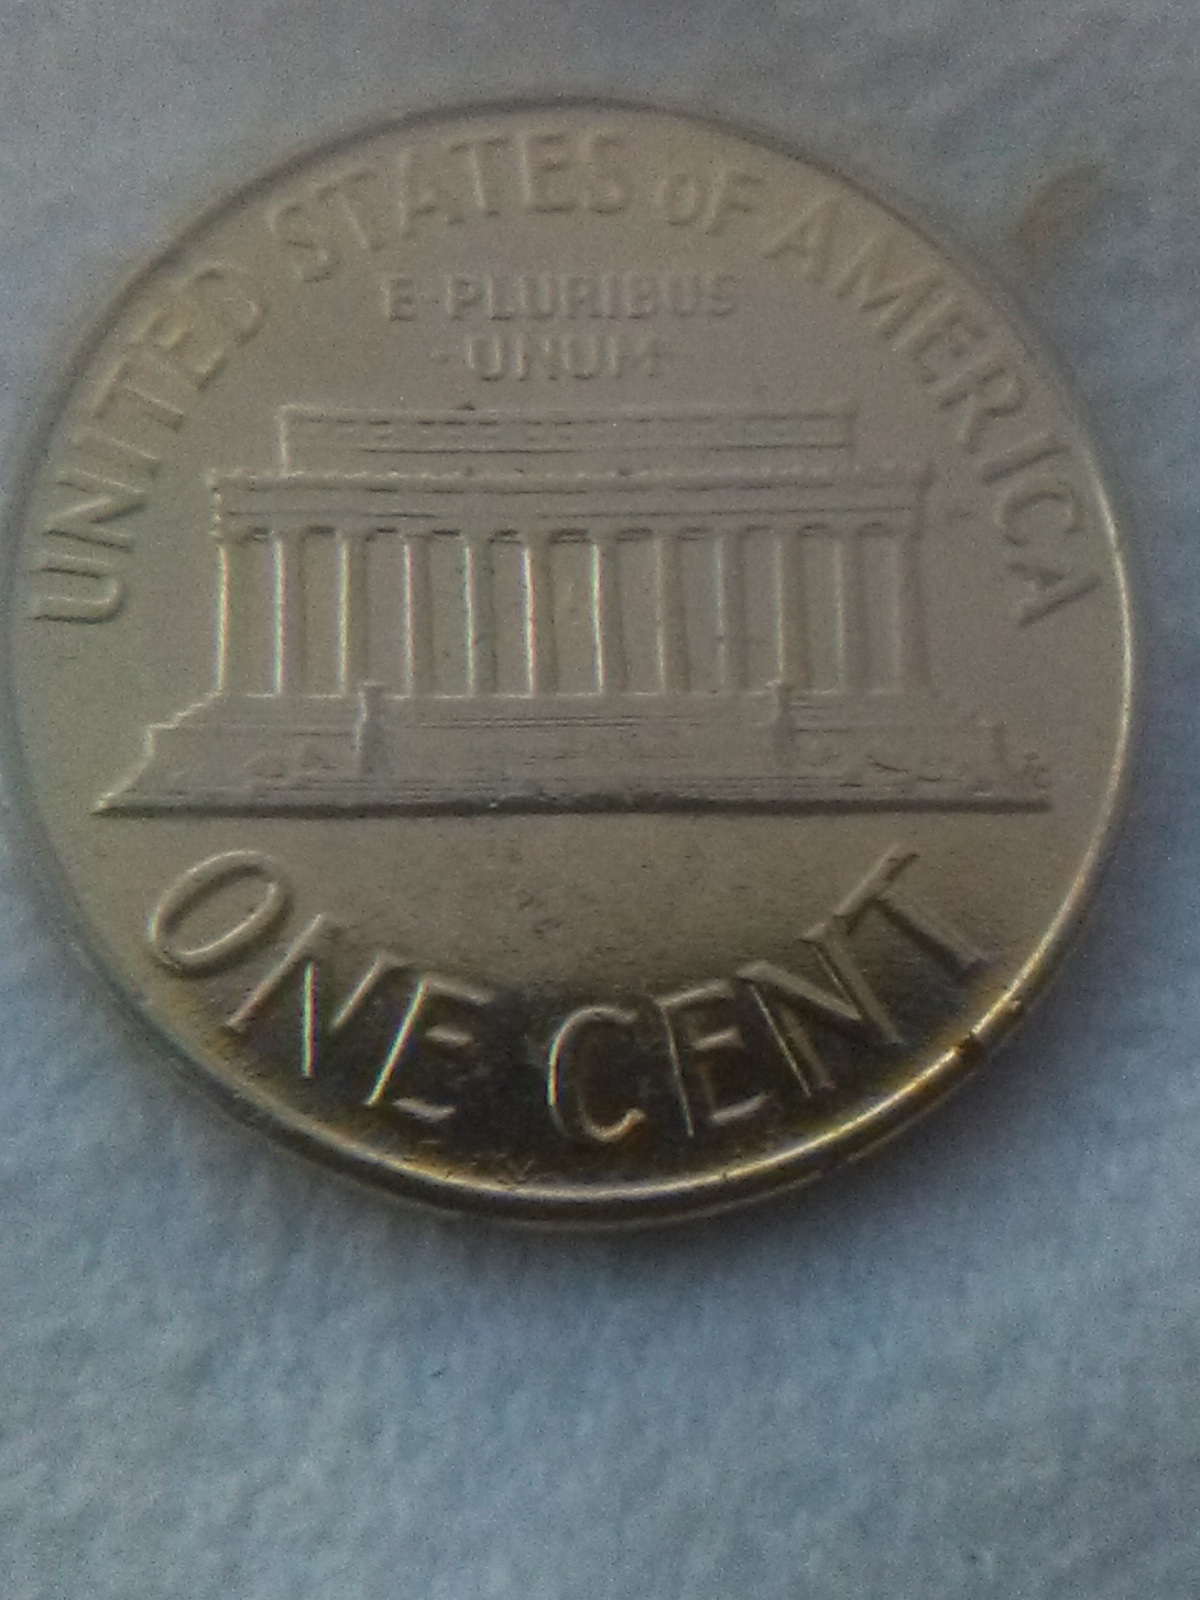 UNITED STATES OF AMERICA
E PLURIBUS
UNUM
ONE CENT